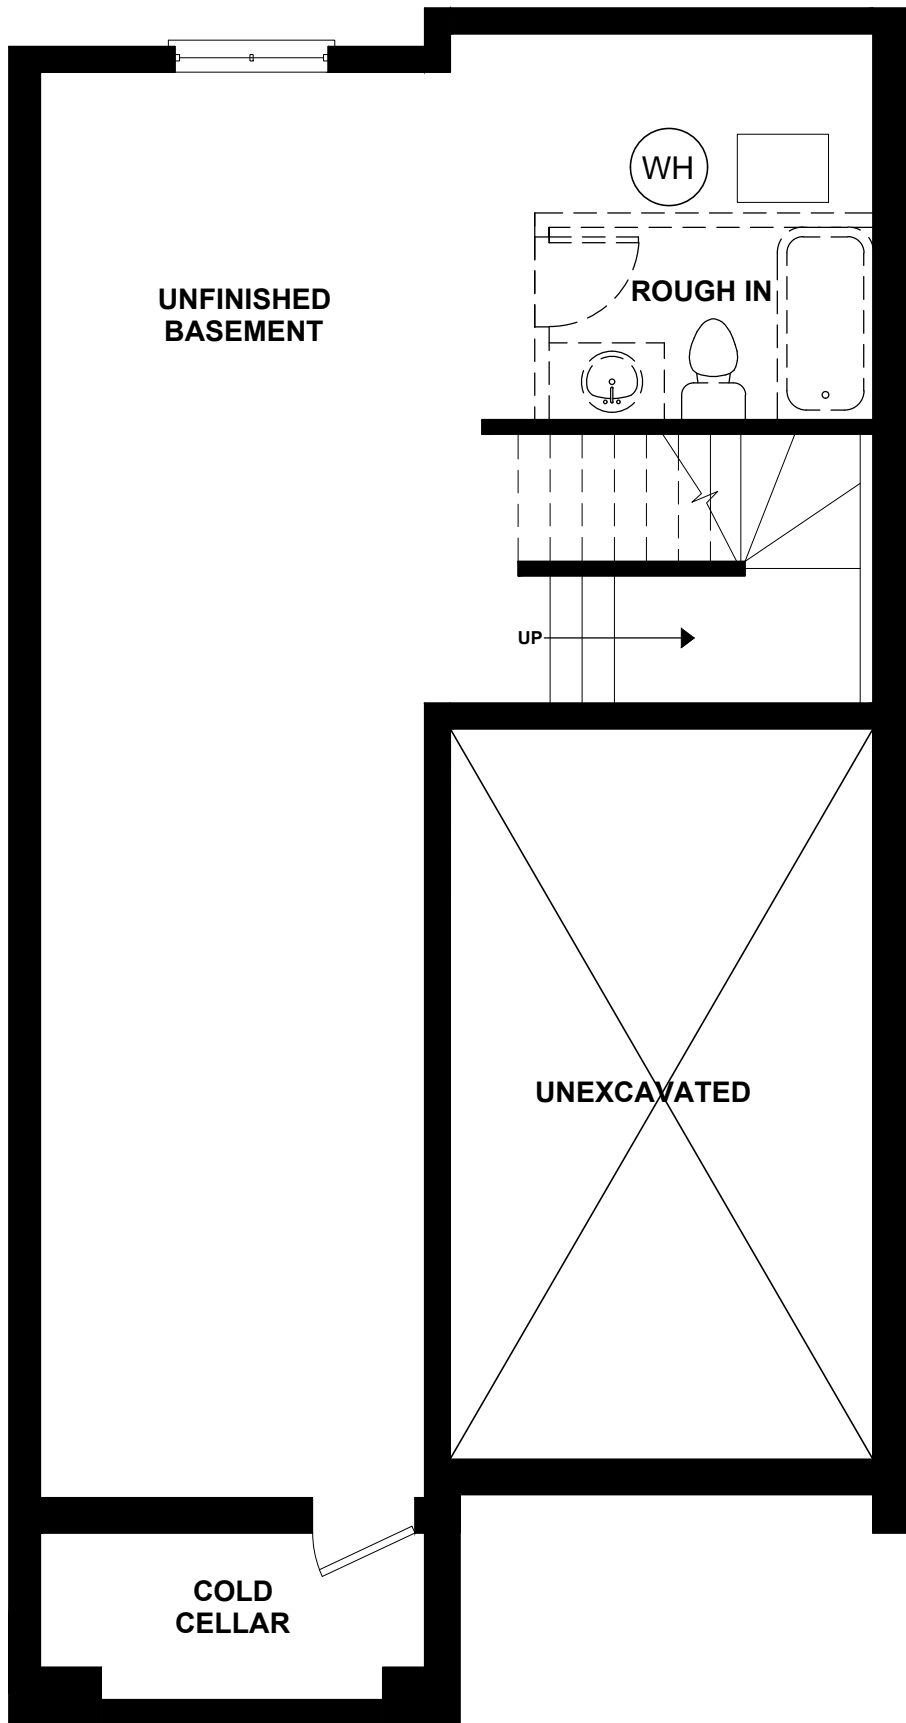 WH
UNFINISHED
BASEMENT
ROUGH IN
UP
UNEXCAVATED
COLD
CELLAR